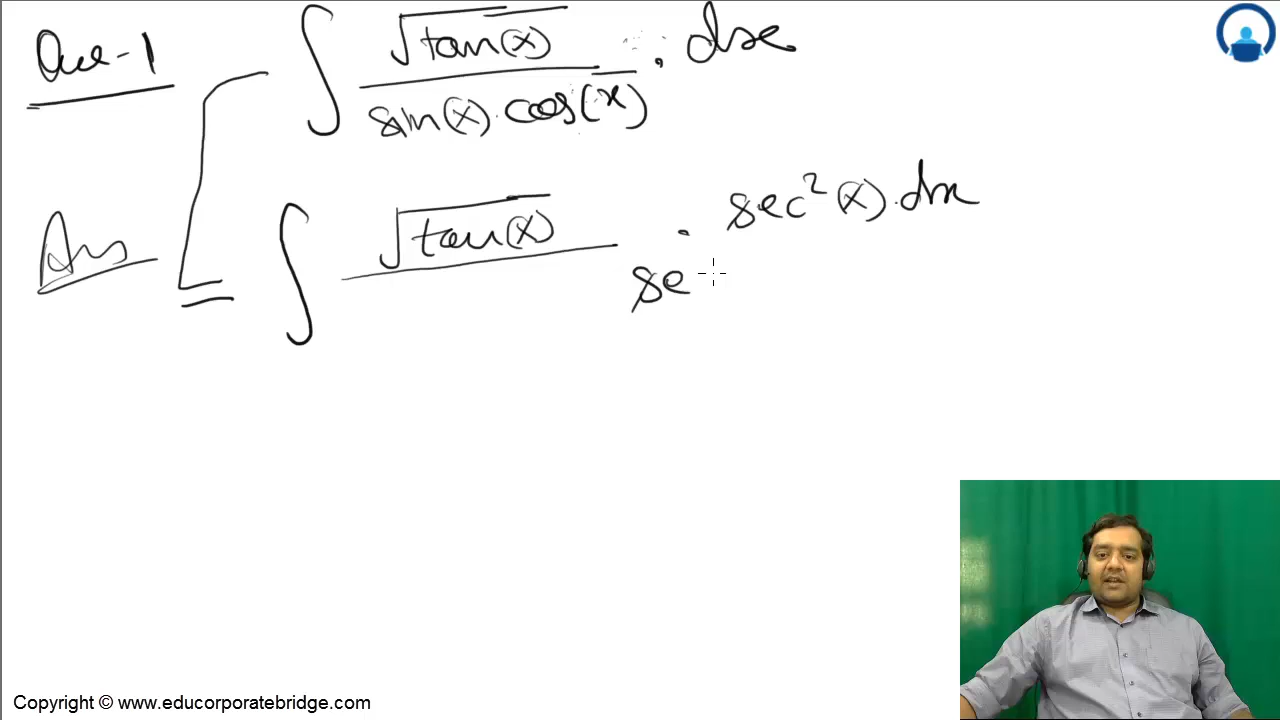 Que-1 ∫ √tan(x) / sin(x).cos(x) . dx
Ans ∫ √tan(x) / . sec²(x).dx
se
Copyright © www.educorporatebridge.com